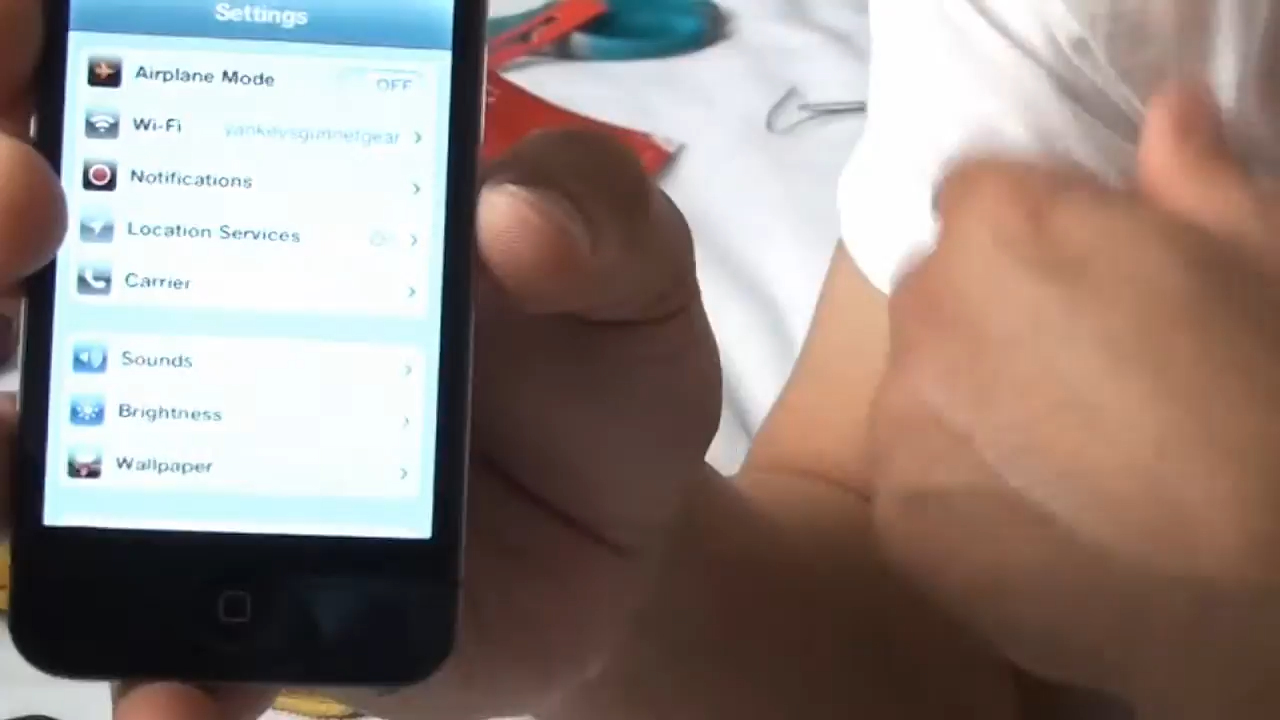 Settings
Airplane Mode OFF
Wi-Fi
Notifications
Location Services
Carrier
Sounds
Brightness
Wallpaper